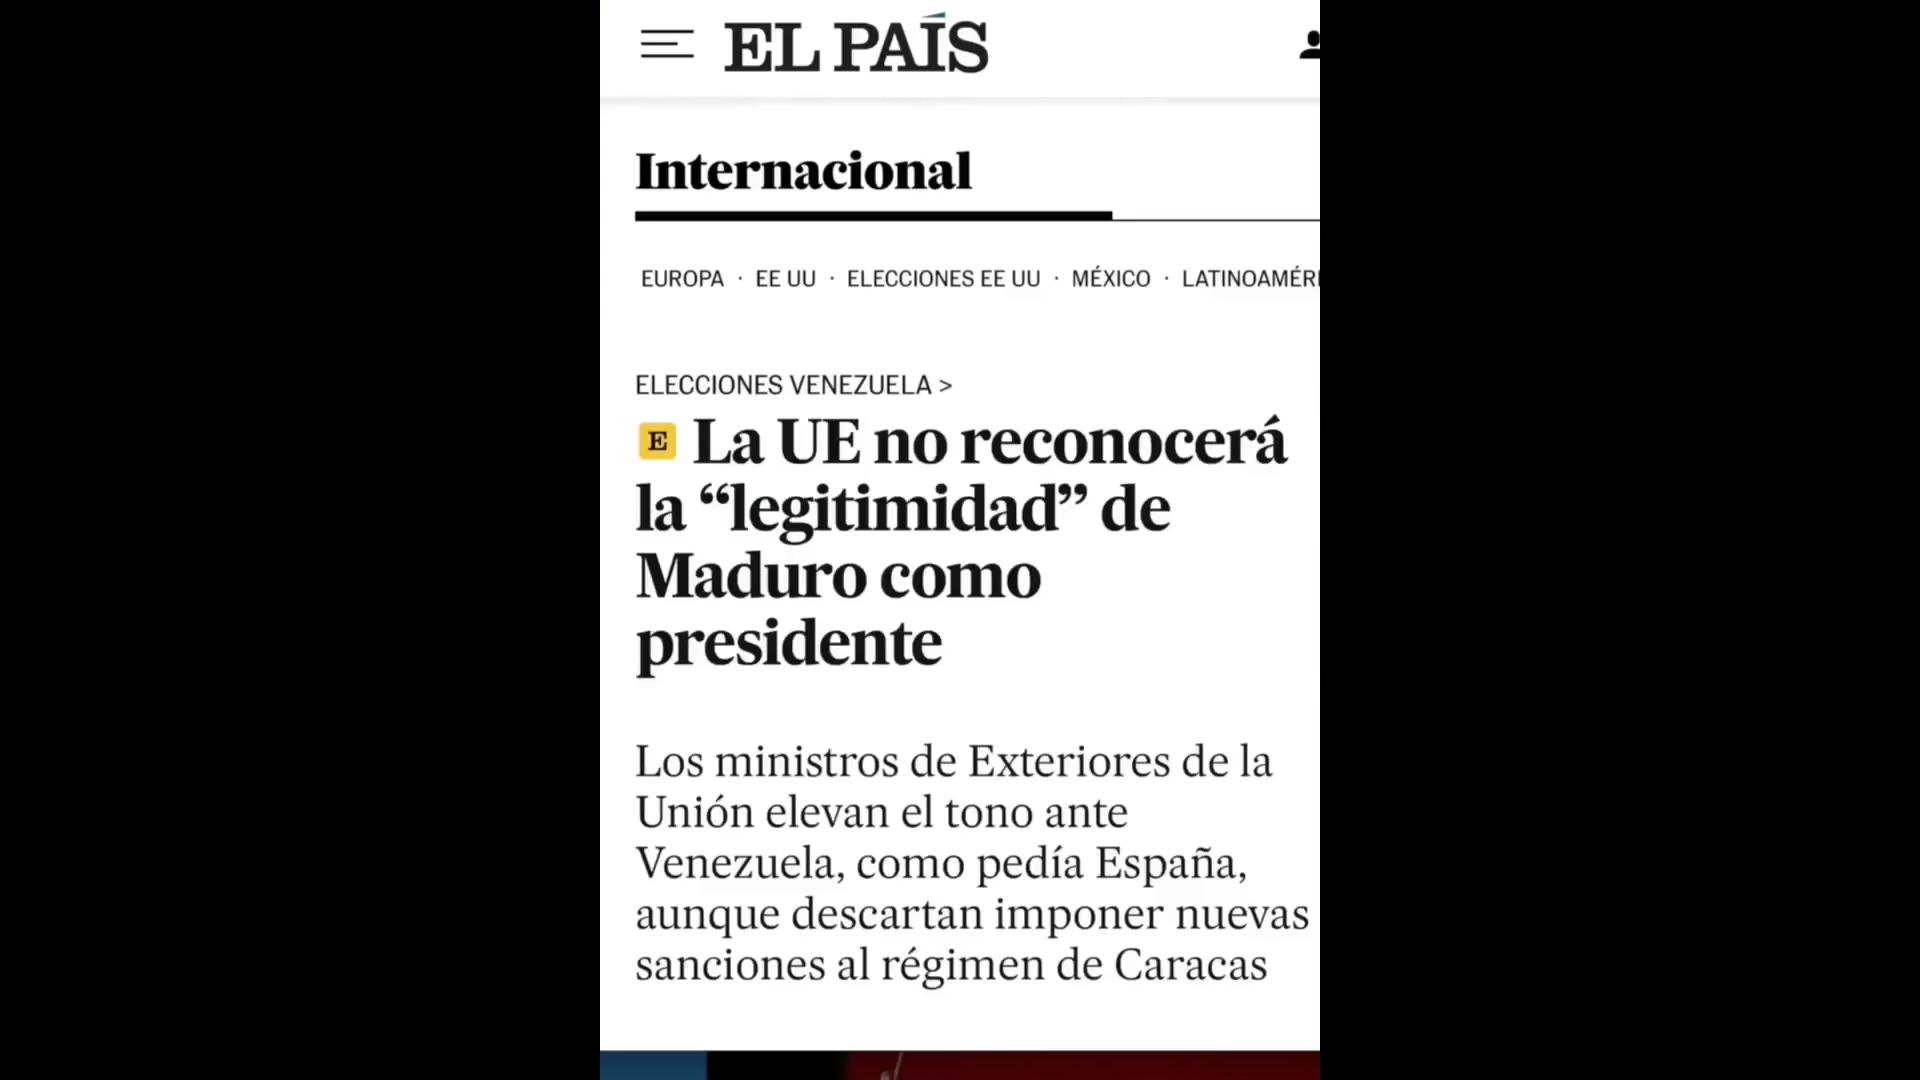 EL PAÍS
Internacional
EUROPA · EE UU · ELECCIONES EE UU · MÉXICO · LATINOAMÉRI
ELECCIONES VENEZUELA >
E La UE no reconocerá
la “legitimidad” de
Maduro como
presidente
Los ministros de Exteriores de la
Unión elevan el tono ante
Venezuela, como pedía España,
aunque descartan imponer nuevas
sanciones al régimen de Caracas